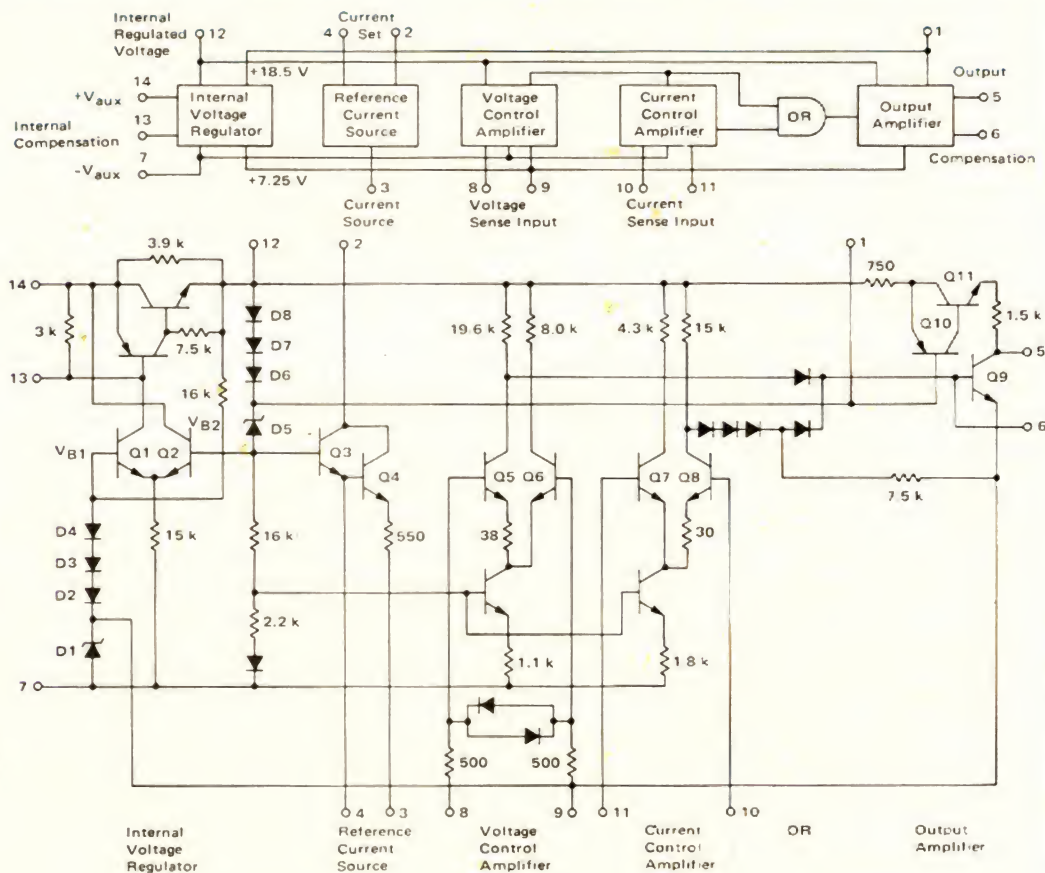 Internal
Regulated
Voltage
12
Current
Set
4
2
1
+18.5 V
14
+Vaux
13
Internal
Compensation
7
-Vaux
Internal
Voltage
Regulator
Reference
Current
Source
Voltage
Control
Amplifier
Current
Control
Amplifier
OR
Output
Amplifier
Output
5
6
Compensation
+7.25 V
3
Current
Source
8
9
Voltage
Sense Input
10
11
Current
Sense Input
3.9 k
12
2
1
14
3 k
7.5 k
13
16 k
D8
D7
D6
D5
19.6 k
8.0 k
4.3 k
15 k
750
Q11
Q10
1.5 k
5
Q9
6
VB1
VB2
Q1
Q2
Q3
Q4
Q5
Q6
Q7
Q8
7.5 k
D4
D3
D2
D1
15 k
16 k
550
38
30
2.2 k
1.1 k
1.8 k
7
500
500
4
3
8
9
11
10
Internal
Voltage
Regulator
Reference
Current
Source
Voltage
Control
Amplifier
Current
Control
Amplifier
OR
Output
Amplifier